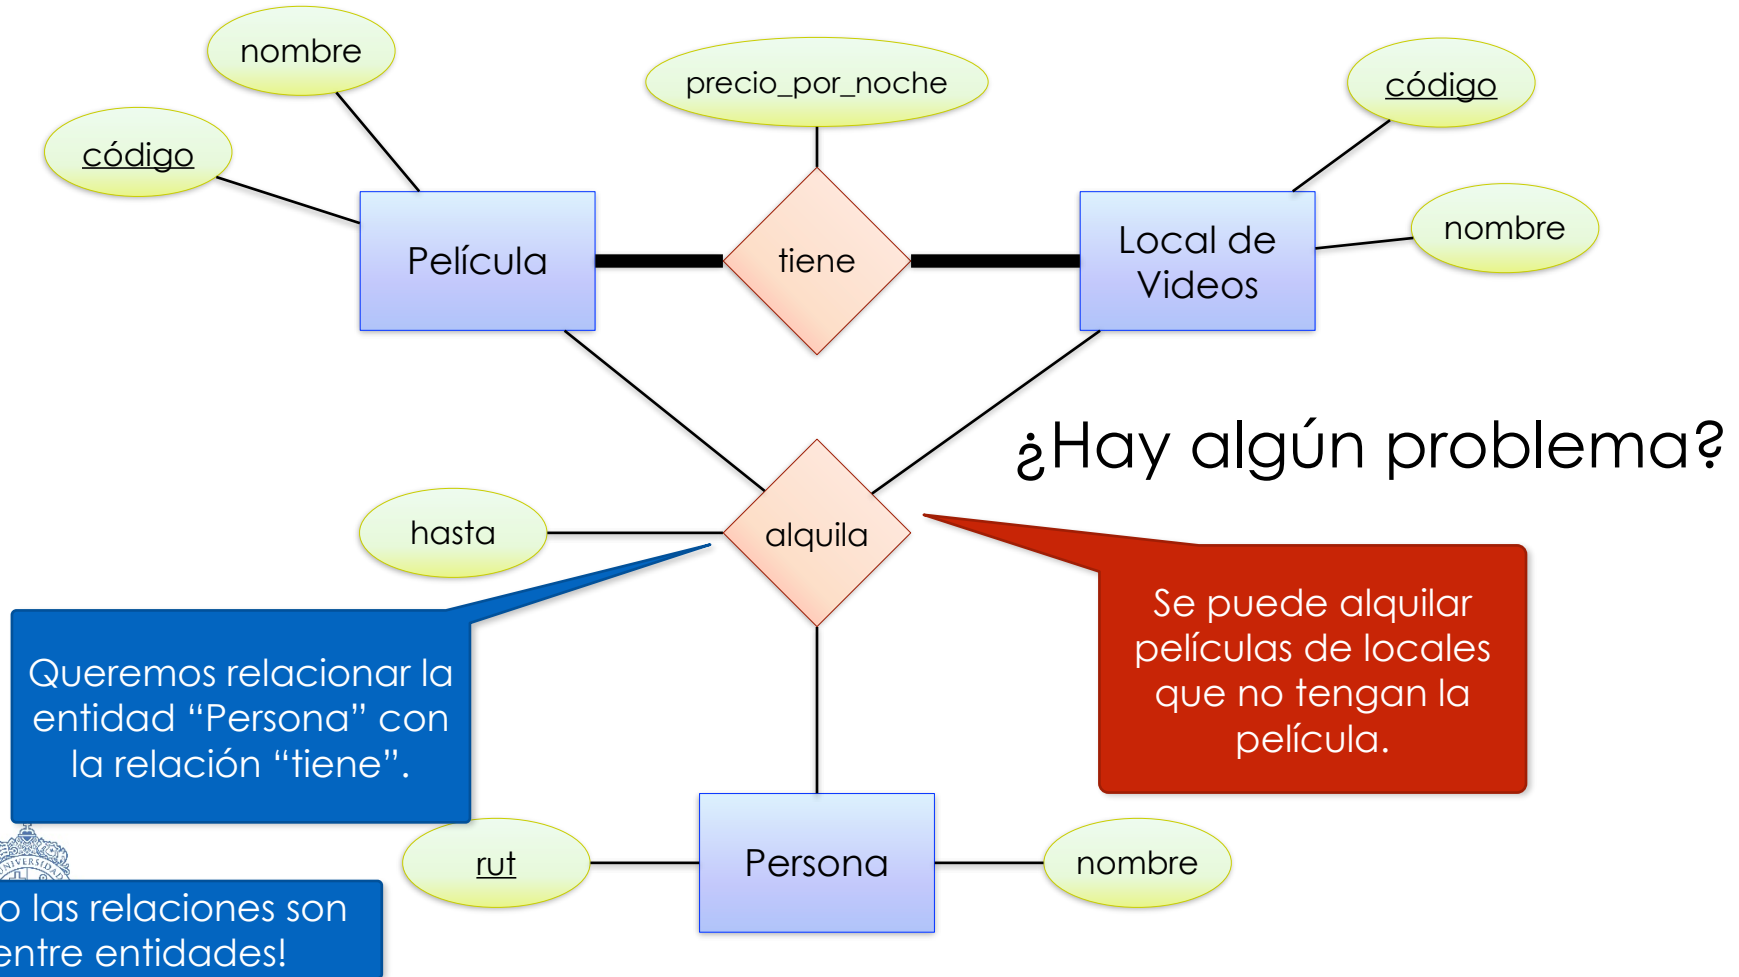 nombre
precio_por_noche
código
código
nombre
Película
tiene
Local de
Videos
¿Hay algún problema?
hasta
alquila
Se puede alquilar
películas de locales
que no tengan la
película.
Queremos relacionar la
entidad “Persona” con
la relación “tiene”.
rut
Persona
nombre
o las relaciones son
entre entidades!